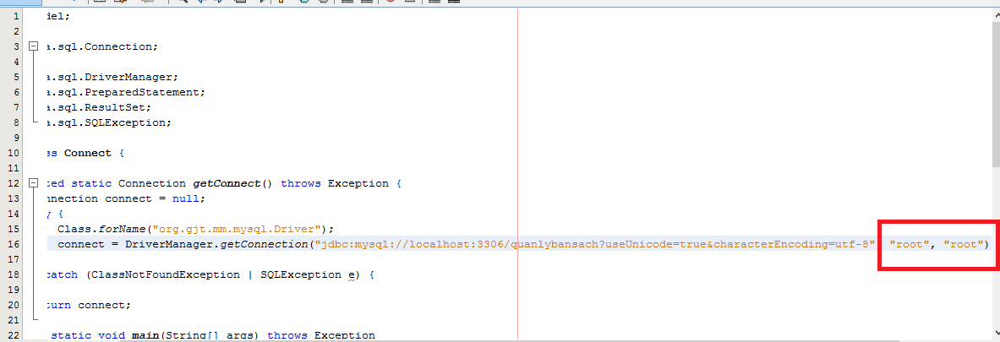 1 del;
2
3 a.sql.Connection;
4
5 a.sql.DriverManager;
6 a.sql.PreparedStatement;
7 a.sql.ResultSet;
8 a.sql.SQLException;
9
10 ss Connect {
11
12 ted static Connection getConnect() throws Exception {
13 nnection connect = null;
14 y {
15 Class.forName("org.gjt.mm.mysql.Driver");
16 connect = DriverManager.getConnection("jdbc:mysql://localhost:3306/quanlybansach?useUnicode=true&characterEncoding=utf-8" "root", "root")
17
18 catch (ClassNotFoundException | SQLException e) {
19
20 turn connect;
21
22 static void main(String[] args) throws Exception